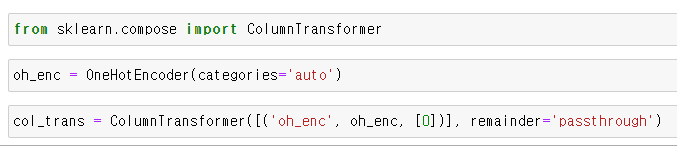 from sklearn.compose import ColumnTransformer
oh_enc = OneHotEncoder(categories='auto')
col_trans = ColumnTransformer([('oh_enc', oh_enc, [0])], remainder='passthrough')